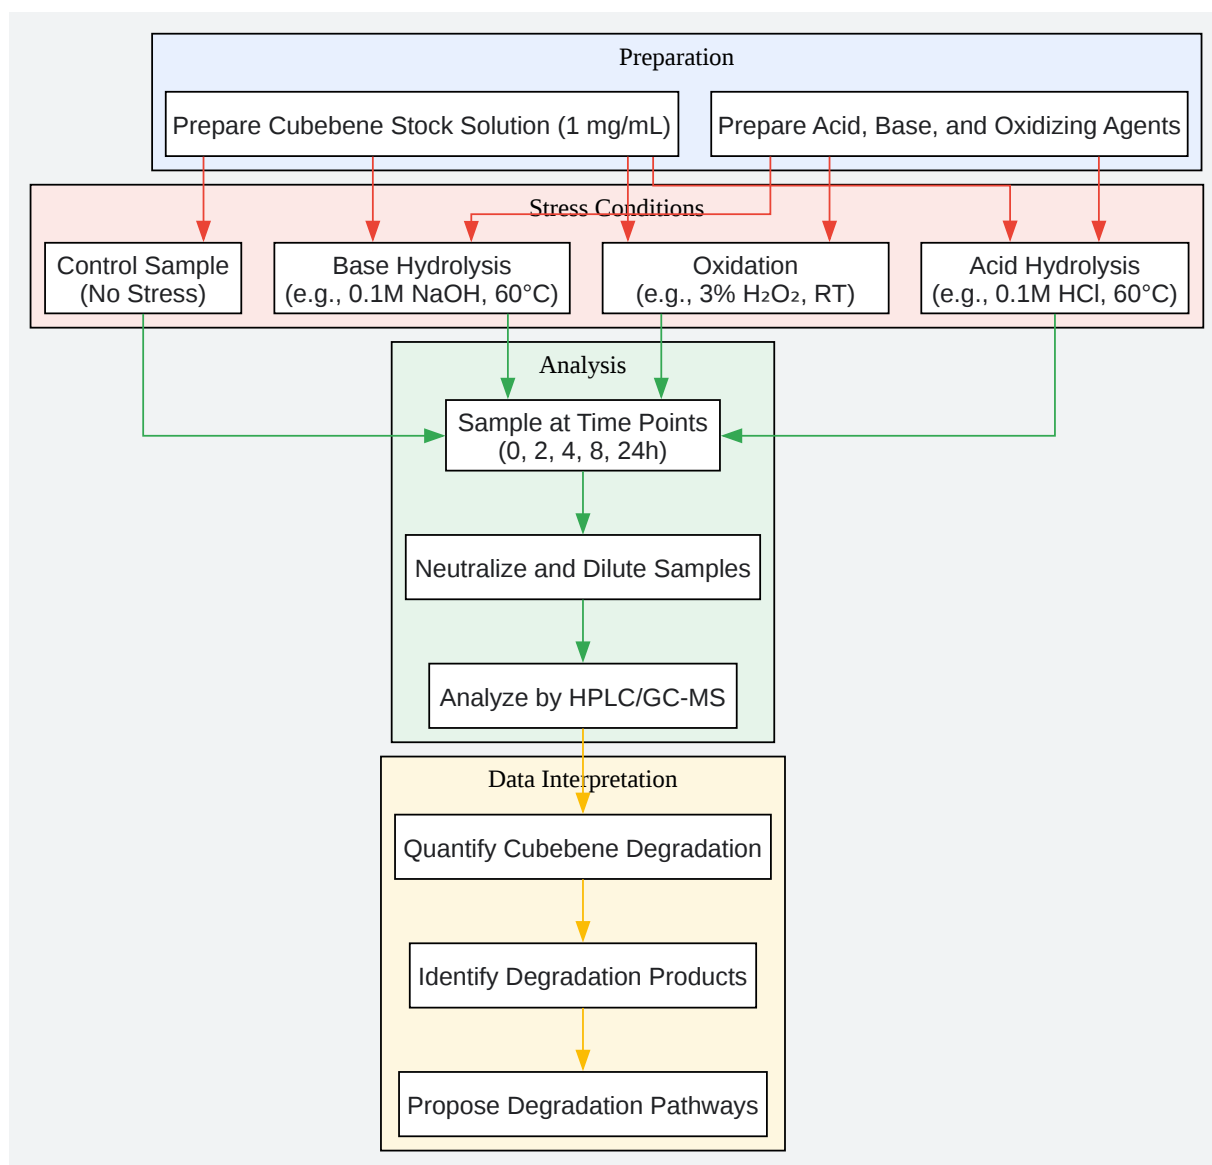 Preparation
Prepare Cubebene Stock Solution (1 mg/mL)
Prepare Acid, Base, and Oxidizing Agents
Stress Conditions
Control Sample
(No Stress)
Base Hydrolysis
(e.g., 0.1M NaOH, 60°C)
Oxidation
(e.g., 3% H₂O₂, RT)
Acid Hydrolysis
(e.g., 0.1M HCl, 60°C)
Analysis
Sample at Time Points
(0, 2, 4, 8, 24h)
Neutralize and Dilute Samples
Analyze by HPLC/GC-MS
Data Interpretation
Quantify Cubebene Degradation
Identify Degradation Products
Propose Degradation Pathways